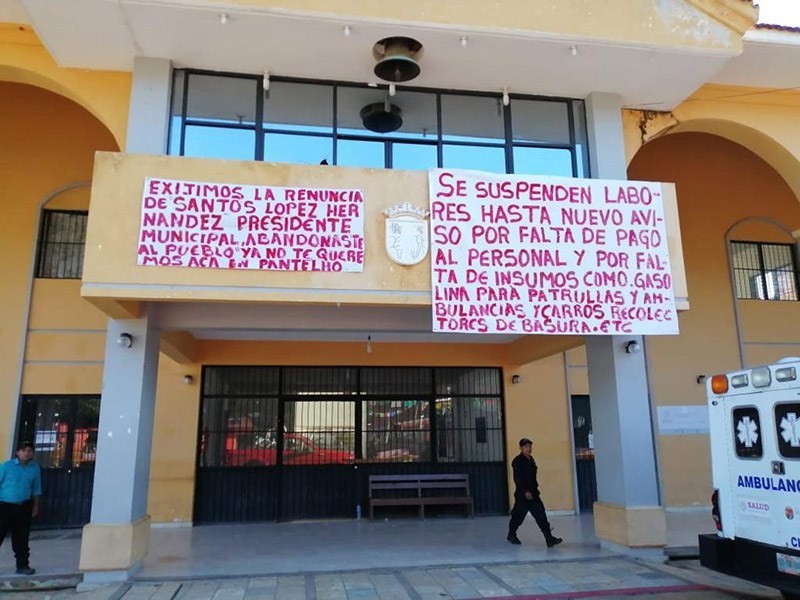 EXITIMOS LA RENUNCIA
DE SANTOS LOPEZ HER
NANDEZ PRESIDENTE
MUNICIPAL, ABANDONASTE
AL PUEBLO YA NO TE QUERE
MOS ACA EN PANTELHO
SE SUSPENDEN LABO-
RES HASTA NUEVO AVI-
SO POR FALTA DE PAGO
AL PERSONAL Y POR FAL-
TA DE INSUMOS COMO. GASO
LINA PARA PATRULLAS Y AM-
BULANCIAS Y CARROS RECOLEC
TORES DE BASURA. ETC
AMBULANC
SALUD